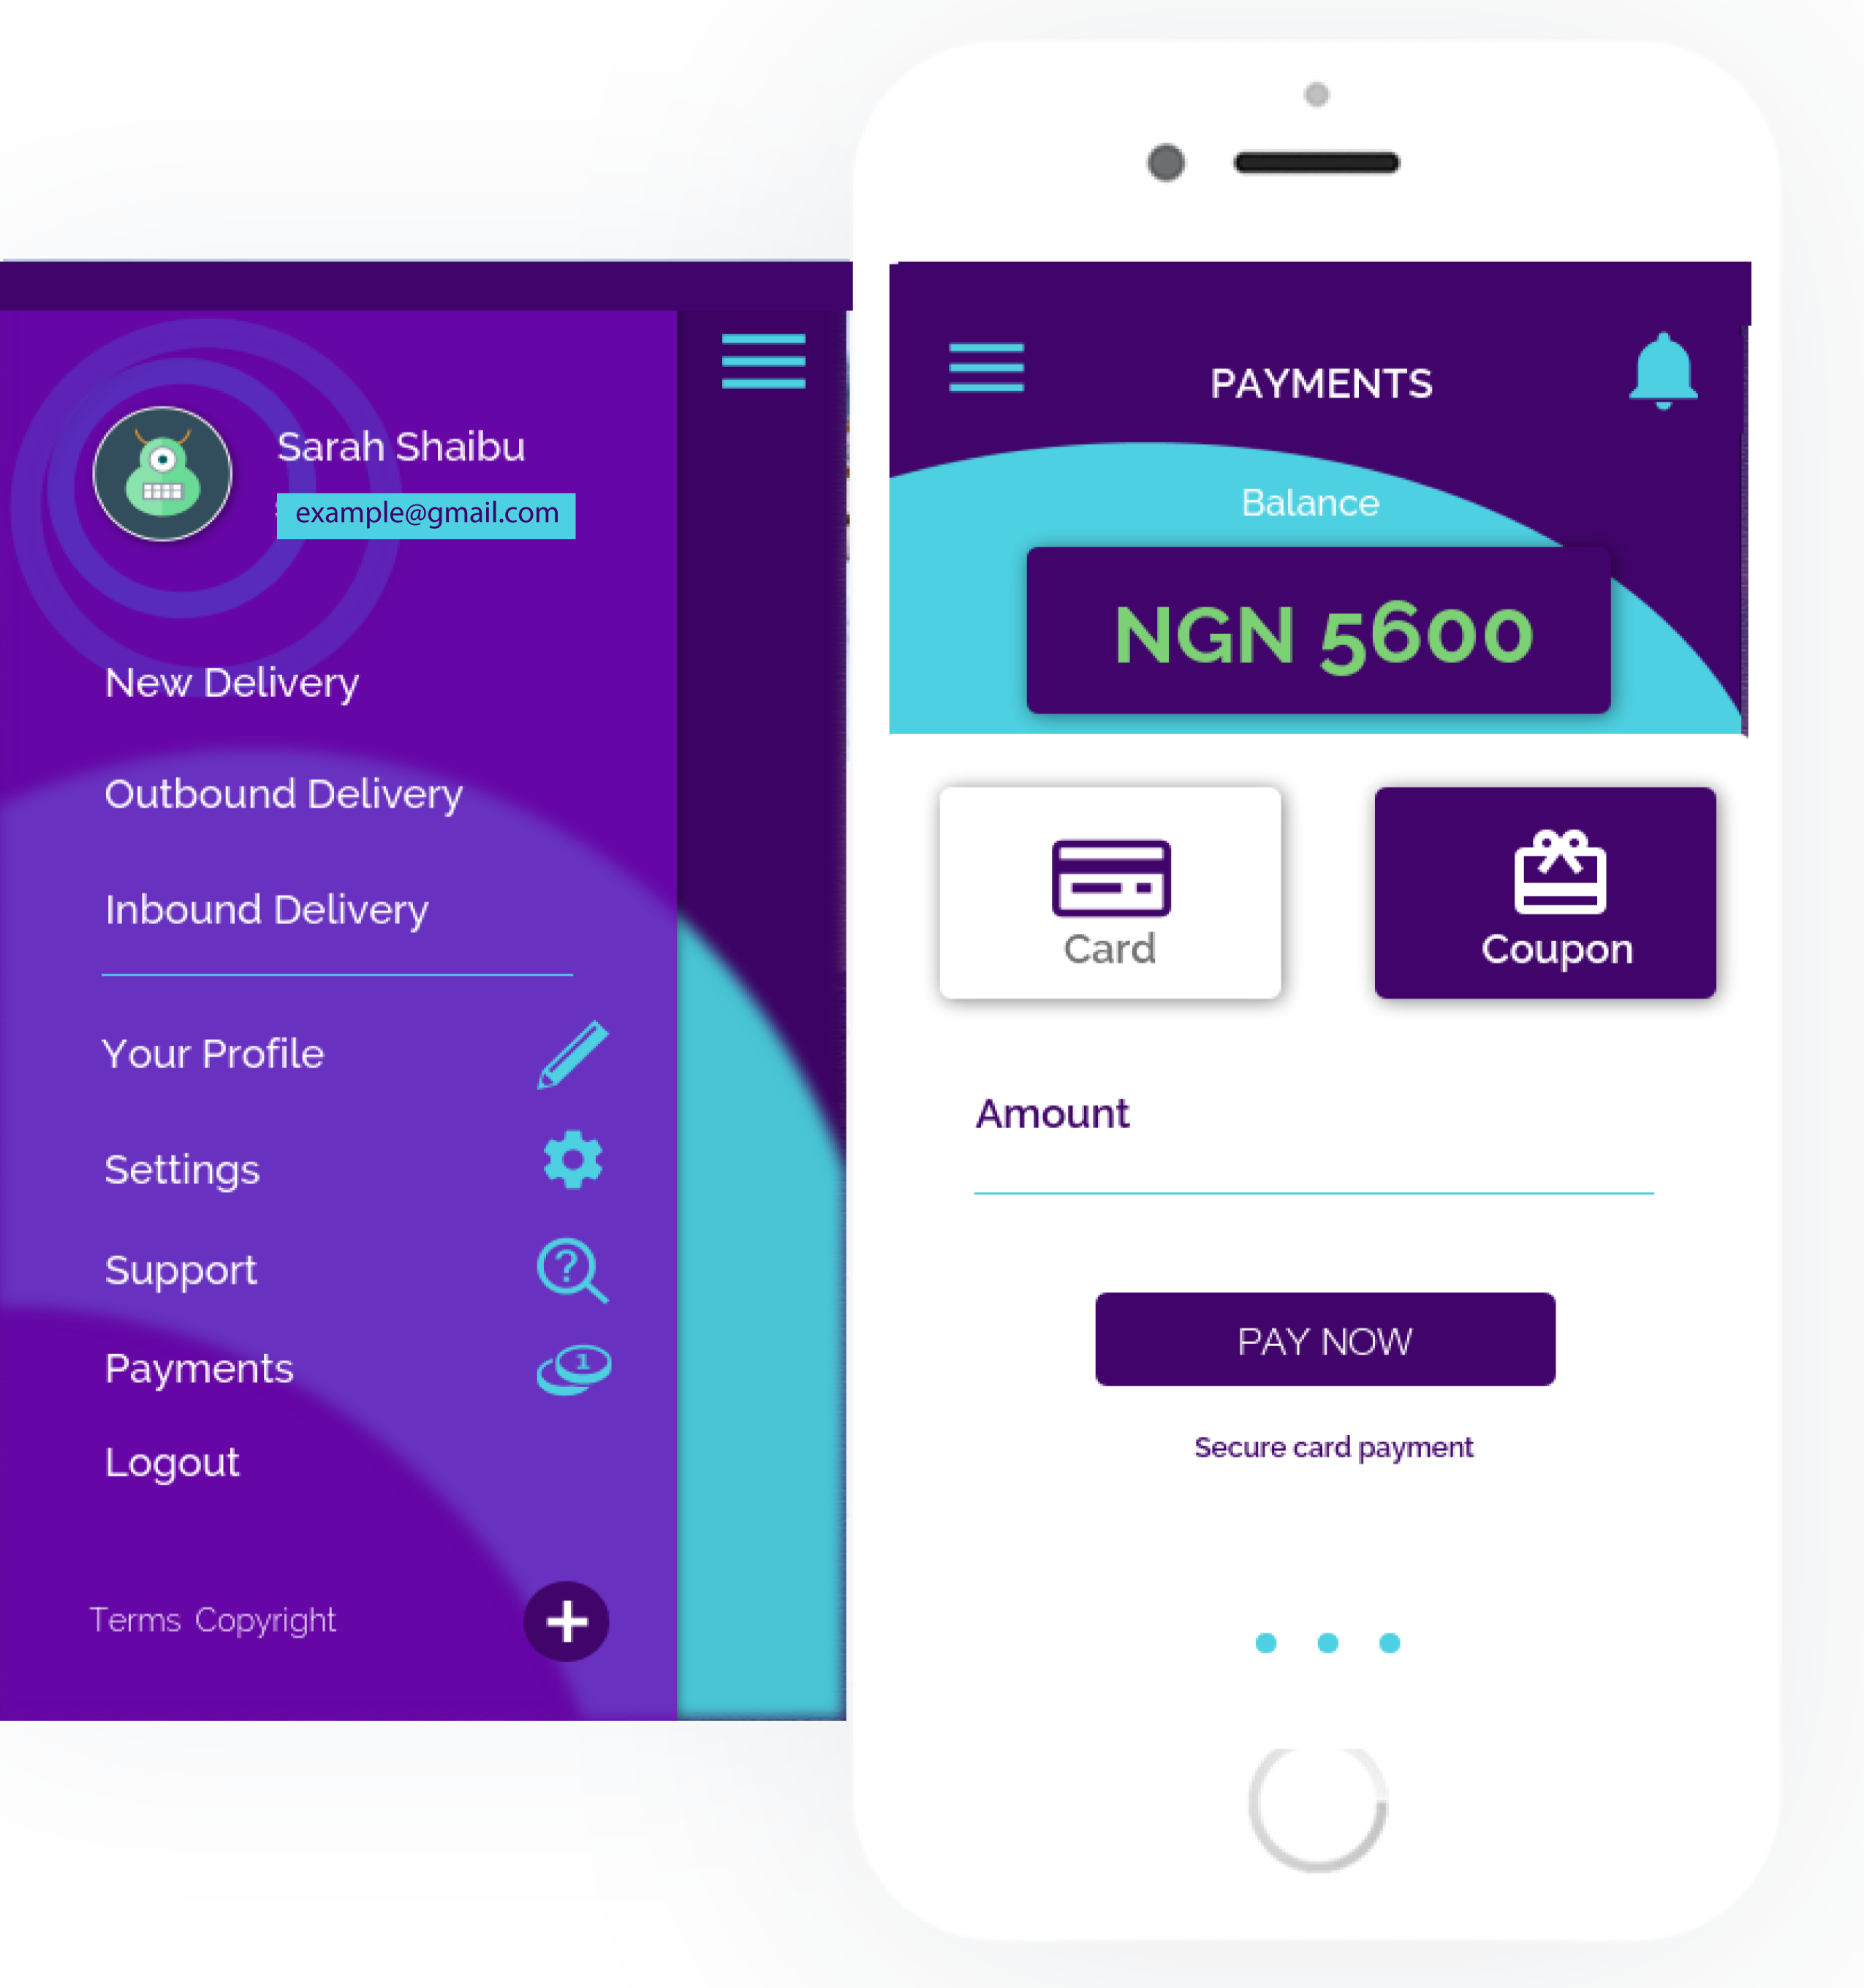 Sarah Shaibu
example@gmail.com
New Delivery
Outbound Delivery
Inbound Delivery
Your Profile
Settings
Support
?
Payments
1
Logout
Terms Copyright
PAYMENTS
Balance
NGN 5600
Card
Coupon
Amount
PAY NOW
Secure card payment